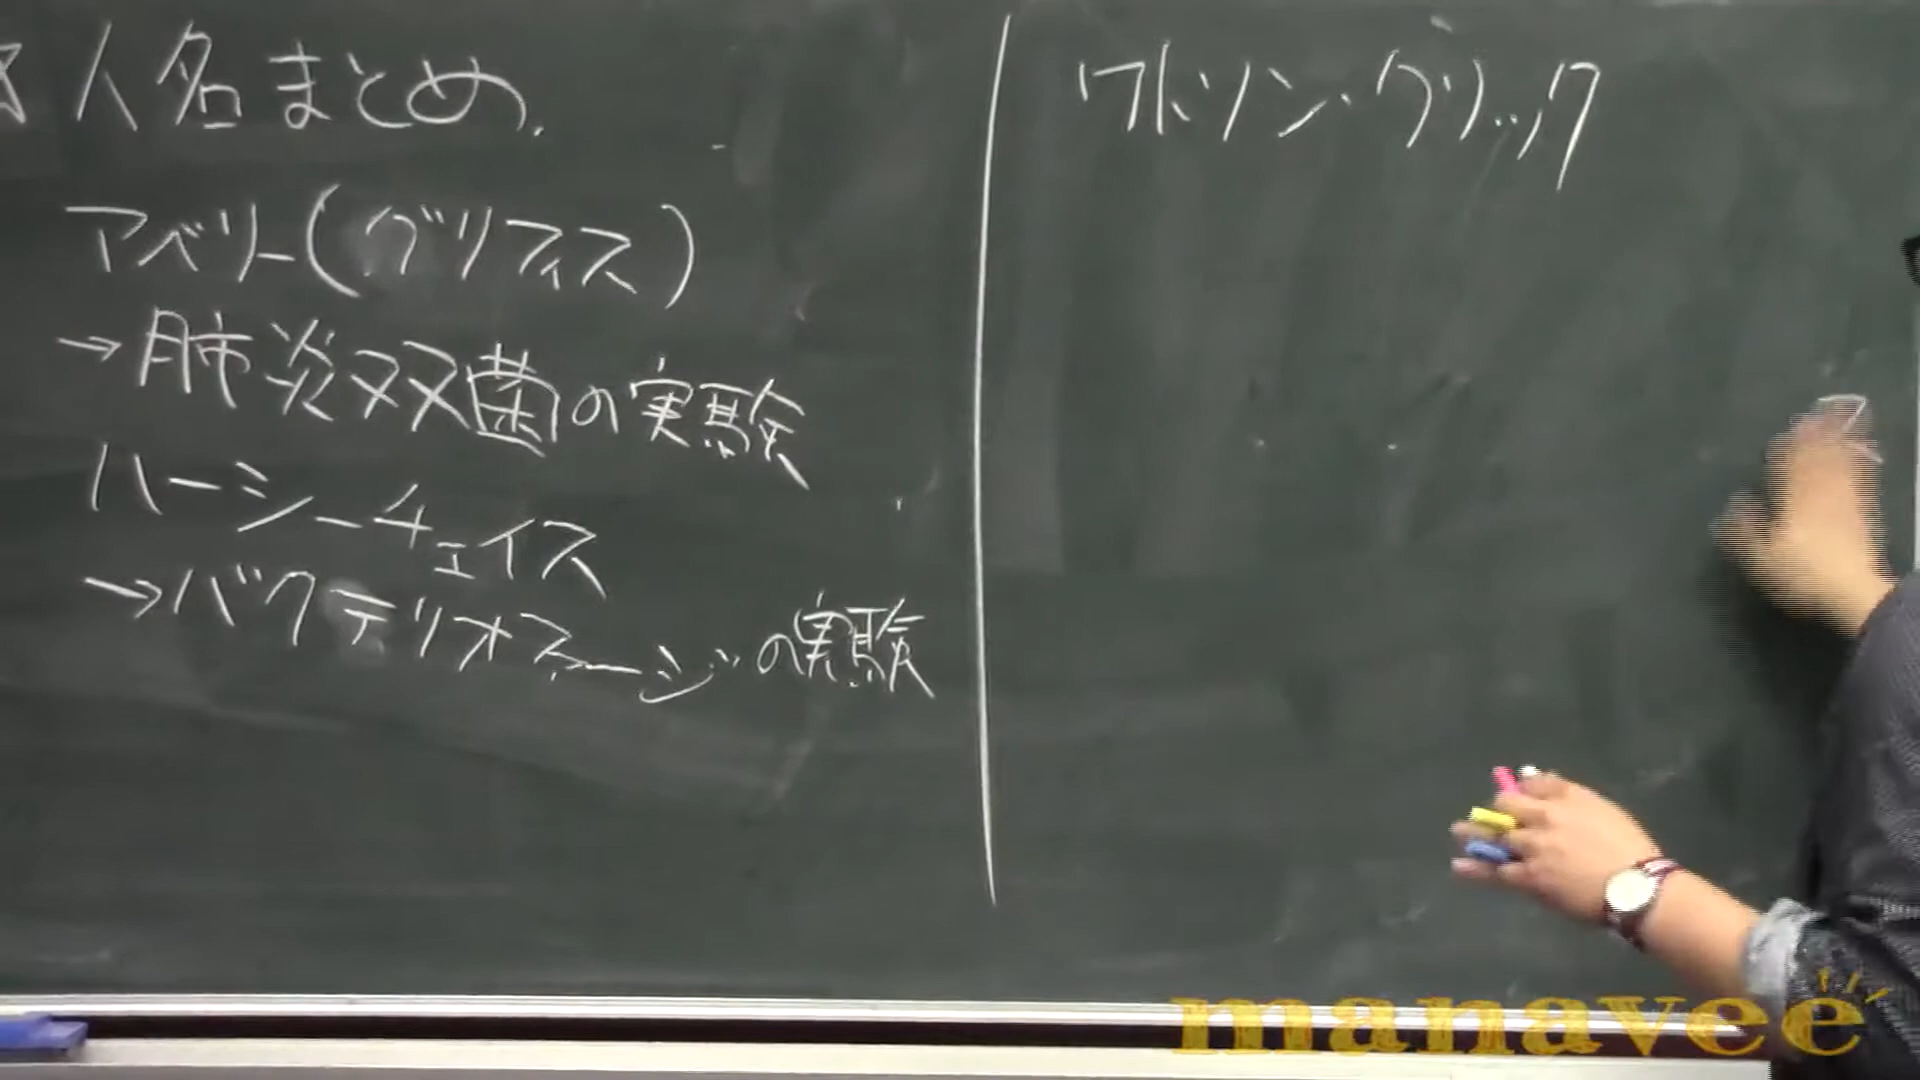 人名まとめ.
アベリー(グリフィス)
→肺炎双菌の実験
ハーシーチェイス
→バクテリオファージの実験
ワトソン・クリック
manavee